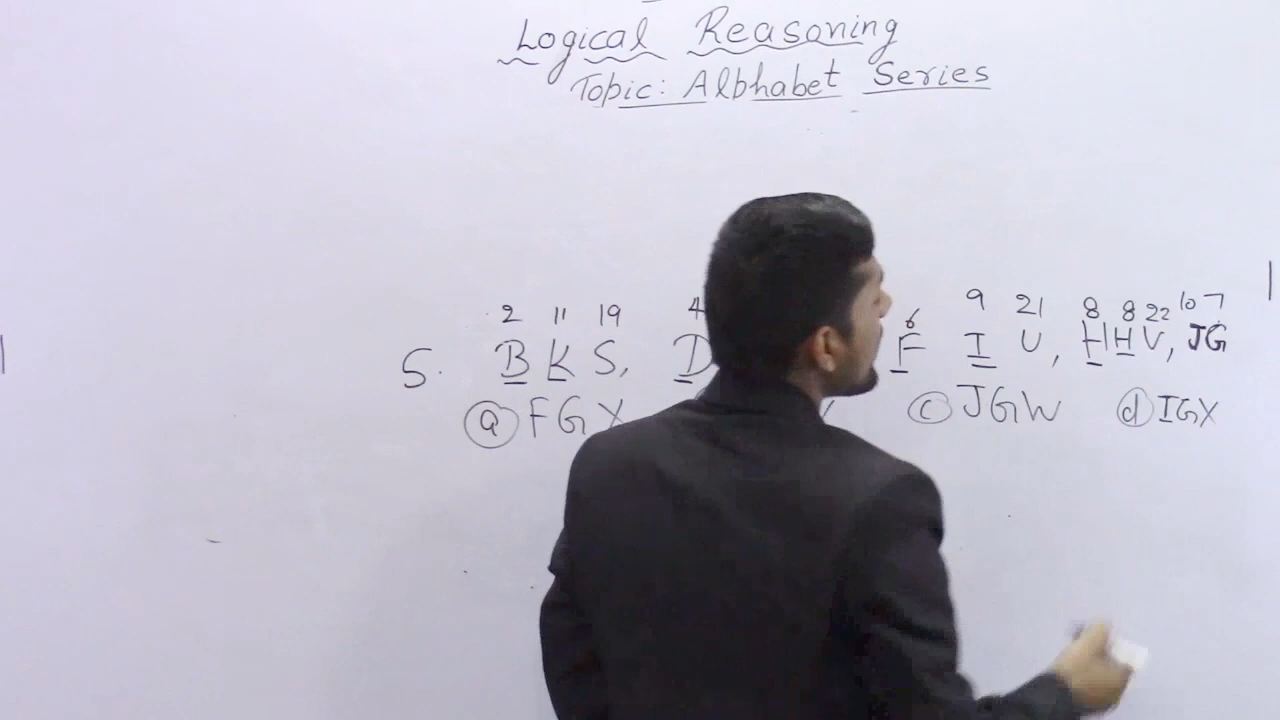 Logical Reasoning
Topic: Albhabet Series
2 11 19 4 6 9 21 8 8 22 10 7
5. B K S, D F I U, H H V, JG
(a) F G X (c) JGW (d) IGX